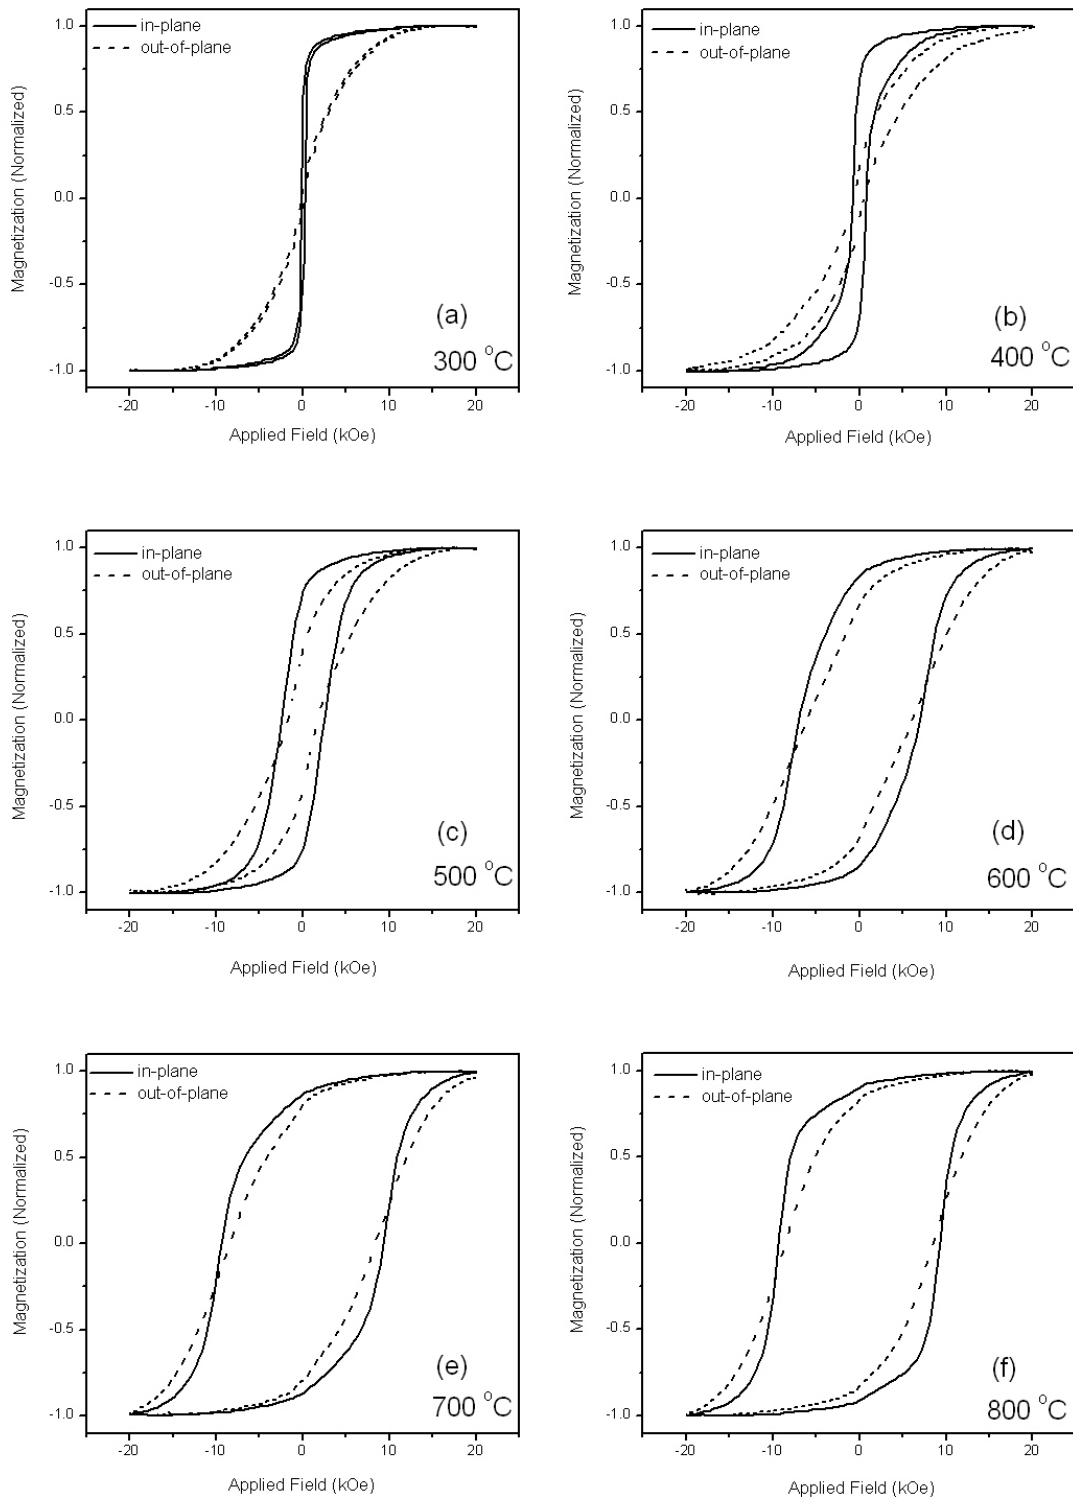 in-plane
out-of-plane
1.0
0.5
0.0
-0.5
-1.0
Magnetization (Normalized)
(a)
300 °C
-20 -10 0 10 20
Applied Field (kOe)
in-plane
out-of-plane
1.0
0.5
0.0
-0.5
-1.0
Magnetization (Normalized)
(b)
400 °C
-20 -10 0 10 20
Applied Field (kOe)
in-plane
out-of-plane
1.0
0.5
0.0
-0.5
-1.0
Magnetization (Normalized)
(c)
500 °C
-20 -10 0 10 20
Applied Field (kOe)
in-plane
out-of-plane
1.0
0.5
0.0
-0.5
-1.0
Magnetization (Normalized)
(d)
600 °C
-20 -10 0 10 20
Applied Field (kOe)
in-plane
out-of-plane
1.0
0.5
0.0
-0.5
-1.0
Magnetization (Normalized)
(e)
700 °C
-20 -10 0 10 20
Applied Field (kOe)
in-plane
out-of-plane
1.0
0.5
0.0
-0.5
-1.0
Magnetization (Normalized)
(f)
800 °C
-20 -10 0 10 20
Applied Field (kOe)